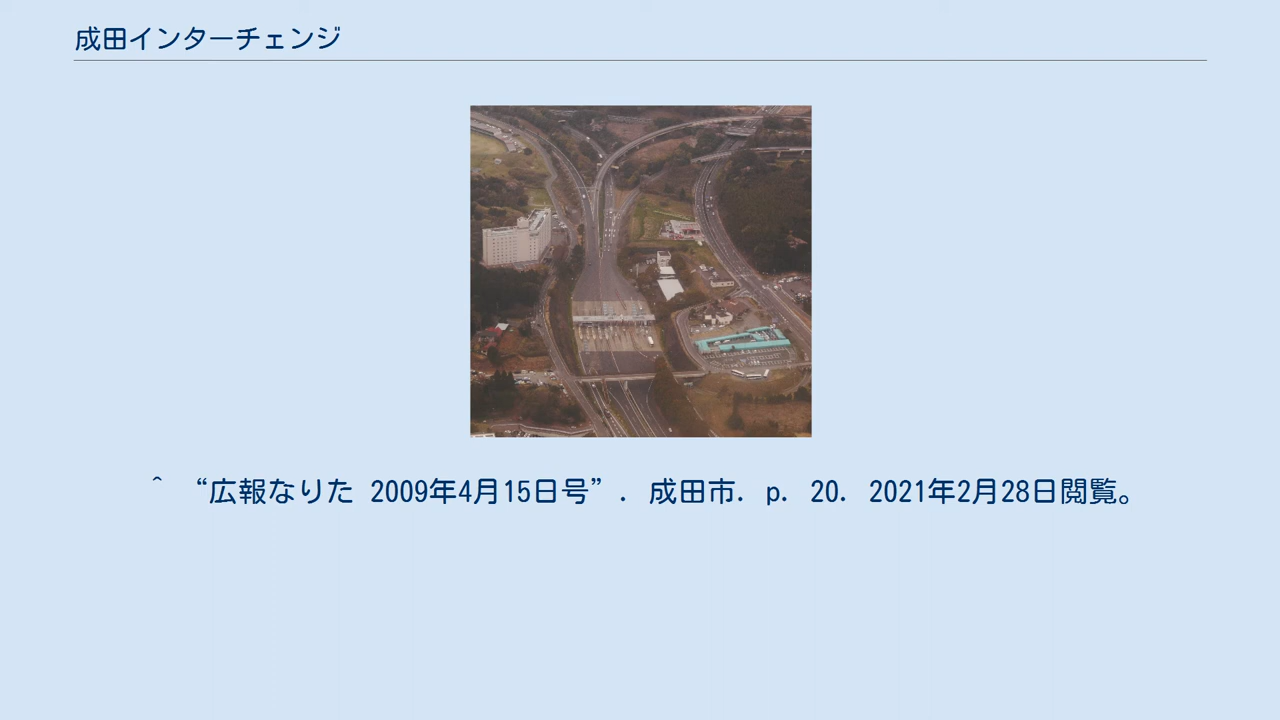 成田インターチェンジ
^ “広報なりた 2009年4月15日号”. 成田市. p. 20. 2021年2月28日閲覧。